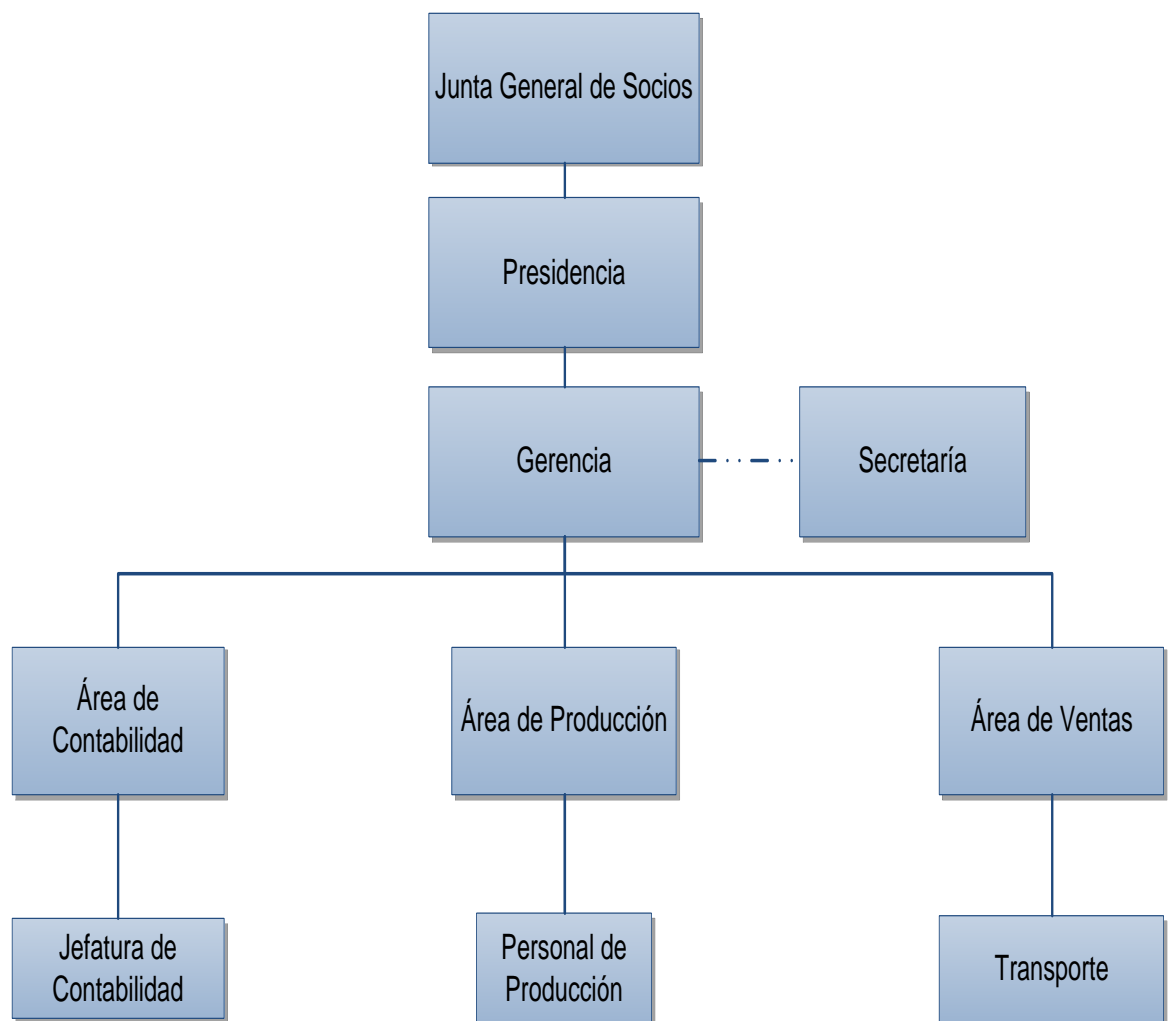 Junta General de Socios
Presidencia
Gerencia
Secretaría
Área de
Contabilidad
Área de Producción
Área de Ventas
Jefatura de
Contabilidad
Personal de
Producción
Transporte